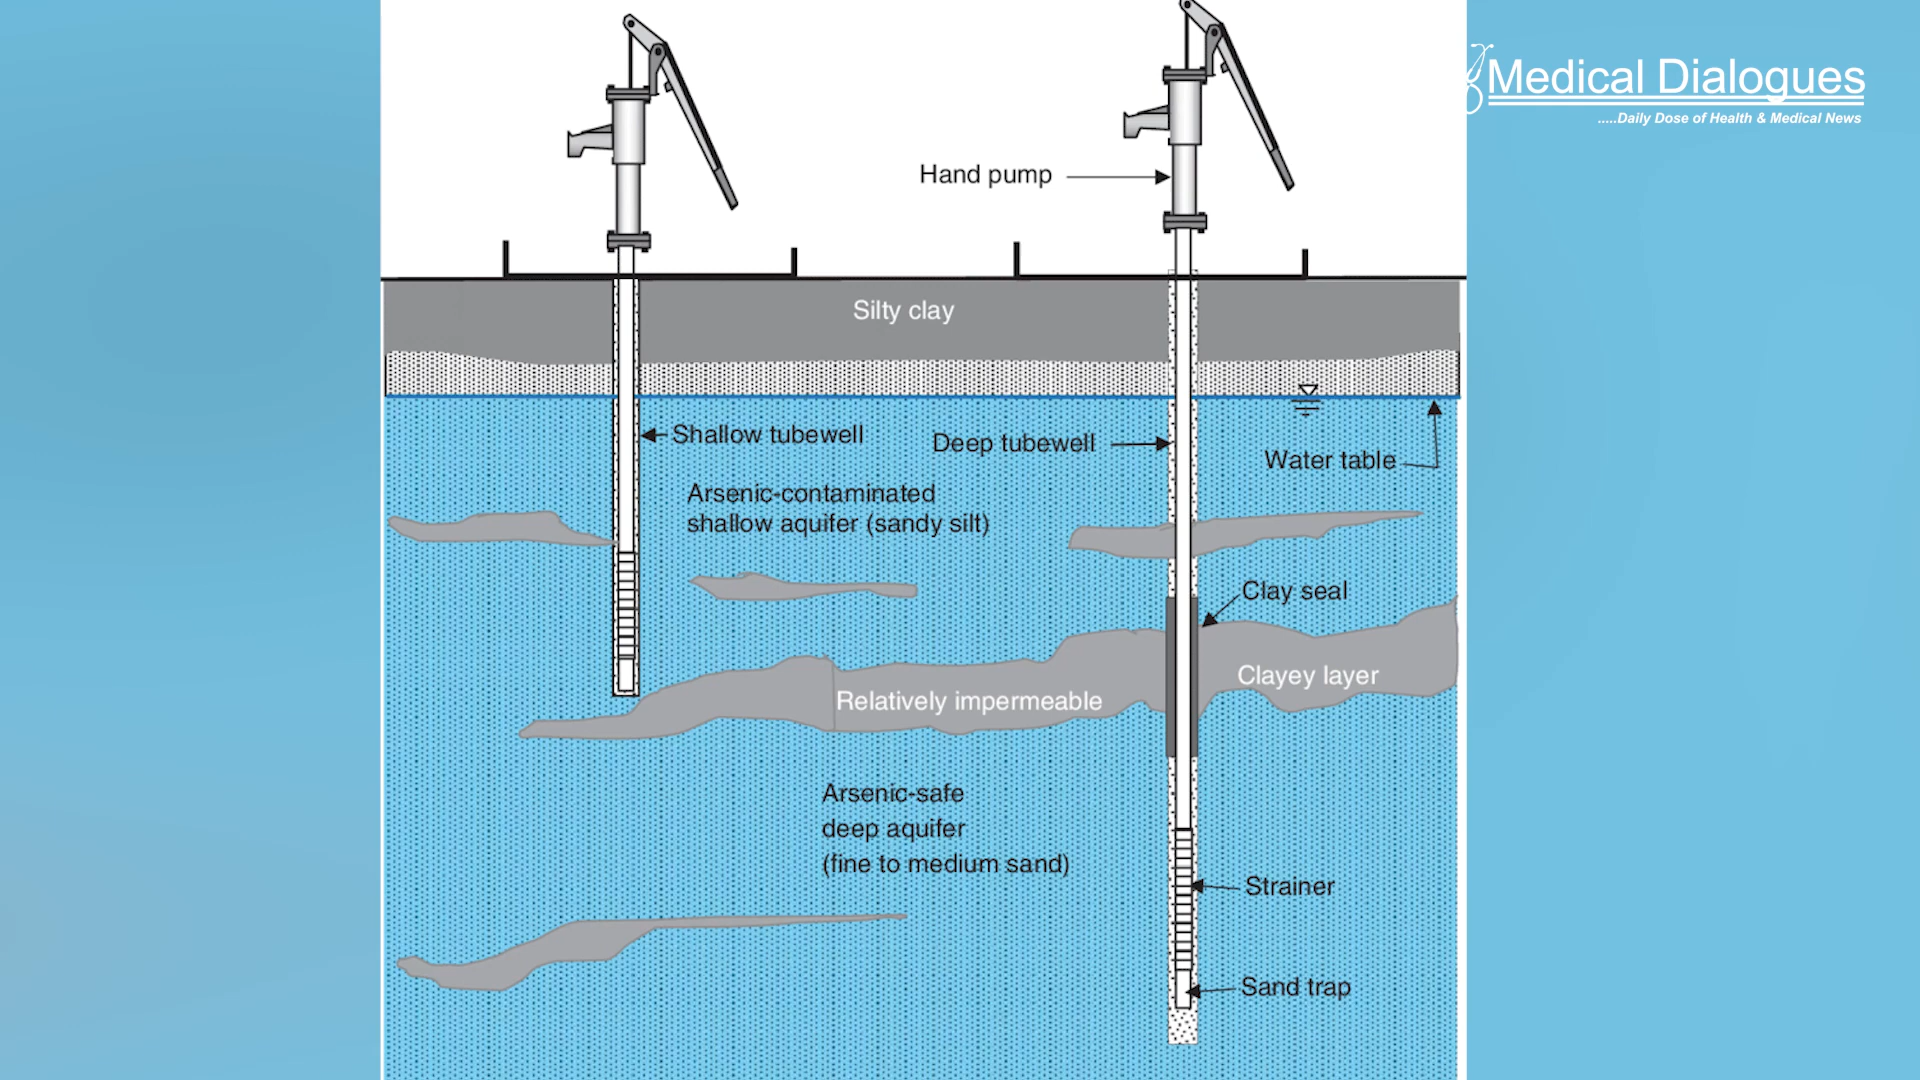 Medical Dialogues
.....Daily Dose of Health & Medical News
Hand pump
Silty clay
Shallow tubewell
Deep tubewell
Water table
Arsenic-contaminated
shallow aquifer (sandy silt)
Clay seal
Clayey layer
Relatively impermeable
Arsenic-safe
deep aquifer
(fine to medium sand)
Strainer
Sand trap